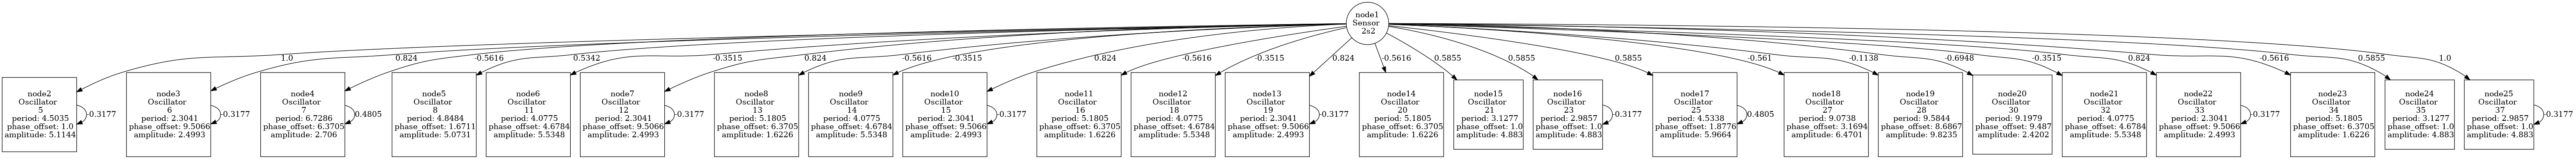 node1
Sensor
2s2
1.0
0.824
-0.5616
0.5342
-0.3515
0.824
-0.5616
-0.3515
0.824
-0.5616
-0.3515
0.824
-0.5616
0.5855
0.5855
0.5855
-0.561
-0.1138
-0.6948
-0.3515
0.824
-0.5616
0.5855
1.0
node2
Oscillator
5
period: 4.5035
phase_offset: 1.0
amplitude: 5.1144
-0.3177
node3
Oscillator
6
period: 2.3041
phase_offset: 9.5066
amplitude: 2.4993
-0.3177
node4
Oscillator
7
period: 6.7286
phase_offset: 6.3705
amplitude: 2.706
0.4805
node5
Oscillator
8
period: 4.8484
phase_offset: 1.6711
amplitude: 5.0731
node6
Oscillator
11
period: 4.0775
phase_offset: 4.6784
amplitude: 5.5348
node7
Oscillator
12
period: 2.3041
phase_offset: 9.5066
amplitude: 2.4993
-0.3177
node8
Oscillator
13
period: 5.1805
phase_offset: 6.3705
amplitude: 1.6226
node9
Oscillator
14
period: 4.0775
phase_offset: 4.6784
amplitude: 5.5348
node10
Oscillator
15
period: 2.3041
phase_offset: 9.5066
amplitude: 2.4993
-0.3177
node11
Oscillator
16
period: 5.1805
phase_offset: 6.3705
amplitude: 1.6226
node12
Oscillator
18
period: 4.0775
phase_offset: 4.6784
amplitude: 5.5348
node13
Oscillator
19
period: 2.3041
phase_offset: 9.5066
amplitude: 2.4993
-0.3177
node14
Oscillator
20
period: 5.1805
phase_offset: 6.3705
amplitude: 1.6226
node15
Oscillator
21
period: 3.1277
phase_offset: 1.0
amplitude: 4.883
node16
Oscillator
23
period: 2.9857
phase_offset: 1.0
amplitude: 4.883
-0.3177
node17
Oscillator
25
period: 4.5338
phase_offset: 1.8776
amplitude: 5.9664
0.4805
node18
Oscillator
27
period: 9.0738
phase_offset: 3.1694
amplitude: 6.4701
node19
Oscillator
28
period: 9.5844
phase_offset: 8.6867
amplitude: 9.8235
node20
Oscillator
30
period: 9.1979
phase_offset: 9.487
amplitude: 2.4202
node21
Oscillator
32
period: 4.0775
phase_offset: 4.6784
amplitude: 5.5348
node22
Oscillator
33
period: 2.3041
phase_offset: 9.5066
amplitude: 2.4993
-0.3177
node23
Oscillator
34
period: 5.1805
phase_offset: 6.3705
amplitude: 1.6226
node24
Oscillator
35
period: 3.1277
phase_offset: 1.0
amplitude: 4.883
node25
Oscillator
37
period: 2.9857
phase_offset: 1.0
amplitude: 4.883
-0.3177